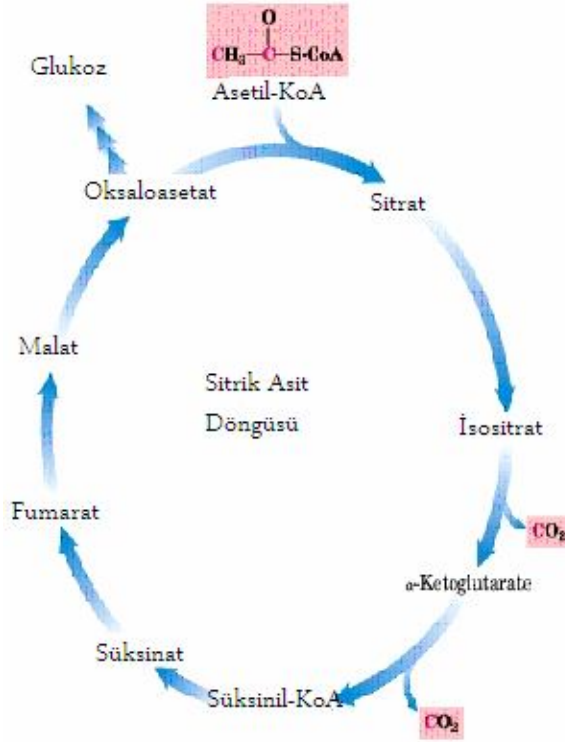 O
CH₃—C—S-CoA
Asetil-KoA
Glukoz
Oksaloasetat
Sitrat
Malat
Sitrik Asit
Döngüsü
İsositrat
Fumarat
CO₂
α-Ketoglutarate
Süksinat
Süksinil-KoA
CO₂